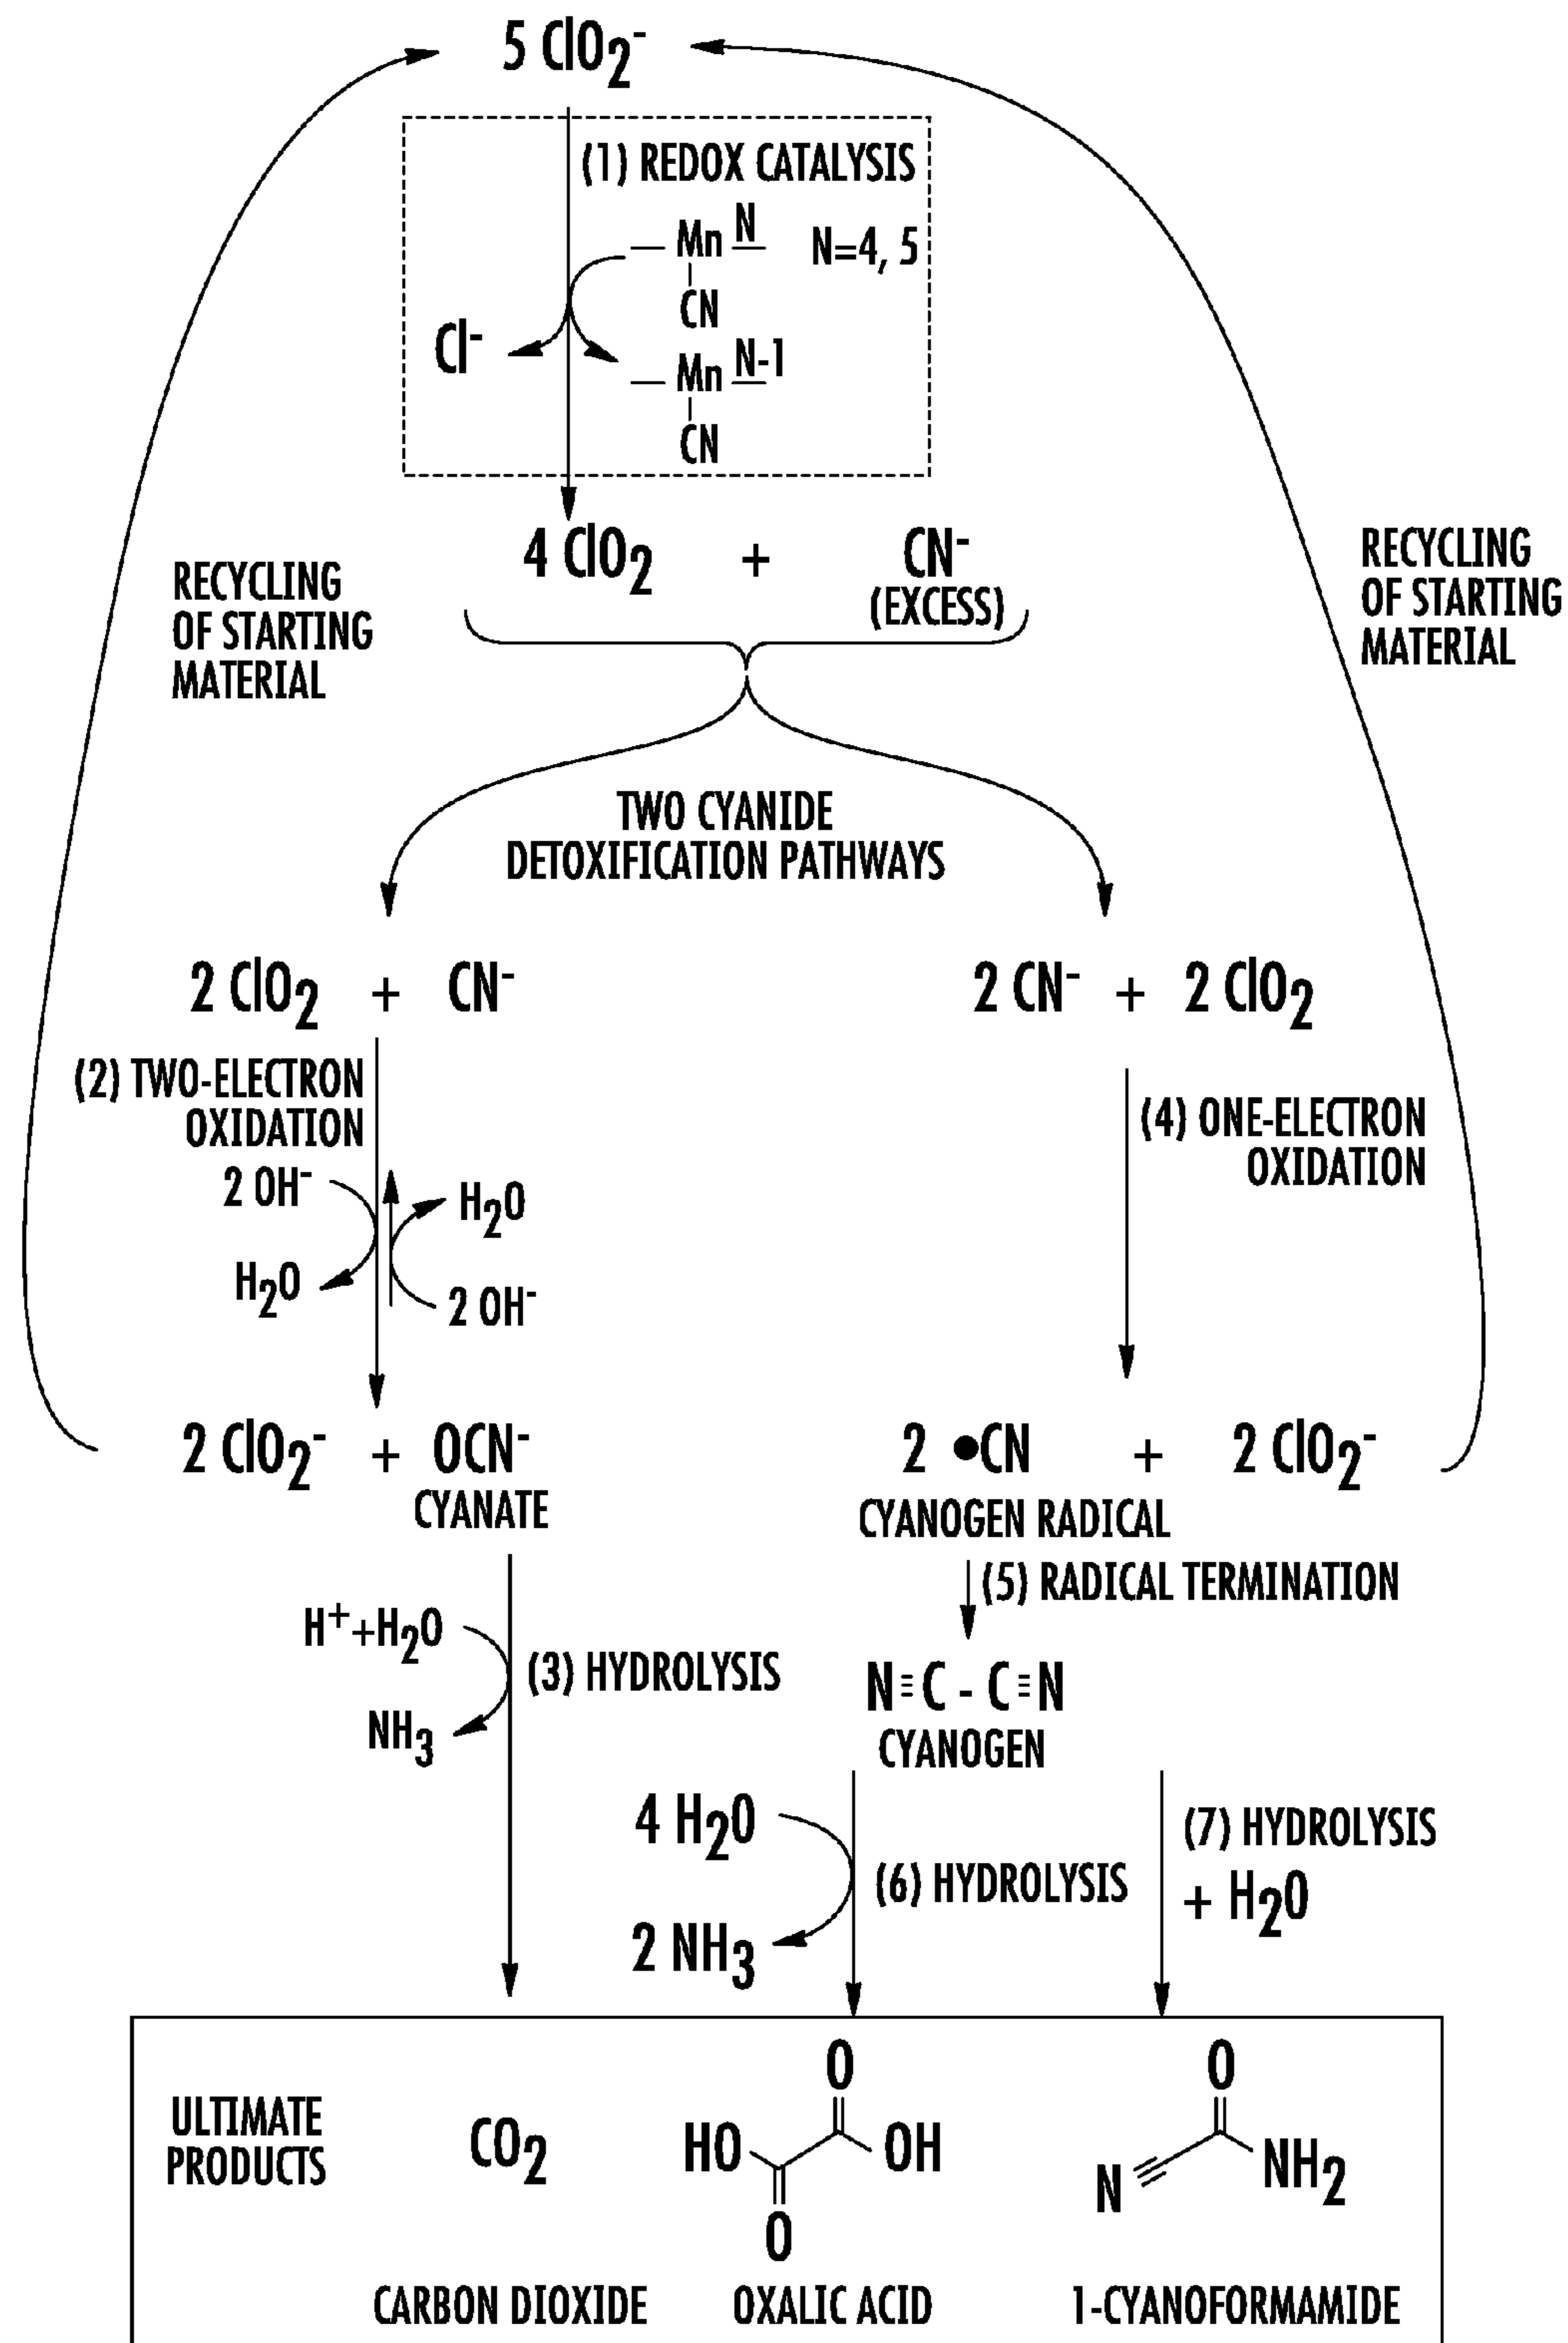 5 ClO2-
(1) REDOX CATALYSIS
— Mn N— N=4, 5
CN
Cl-
— Mn N-1
CN
4 ClO2 + CN-
(EXCESS)
RECYCLING
OF STARTING
MATERIAL
RECYCLING
OF STARTING
MATERIAL
TWO CYANIDE
DETOXIFICATION PATHWAYS
2 ClO2 + CN-
2 CN- + 2 ClO2
(2) TWO-ELECTRON
OXIDATION
2 OH-
H2O
H2O
2 OH-
(4) ONE-ELECTRON
OXIDATION
2 ClO2- + OCN-
CYANATE
2 •CN + 2 ClO2-
CYANOGEN RADICAL
(5) RADICAL TERMINATION
H++H2O
(3) HYDROLYSIS
NH3
N≡C - C≡N
CYANOGEN
4 H2O
(6) HYDROLYSIS
2 NH3
(7) HYDROLYSIS
+ H2O
ULTIMATE
PRODUCTS
CO2
O
HO
OH
O
O
N
NH2
CARBON DIOXIDE
OXALIC ACID
1-CYANOFORMAMIDE